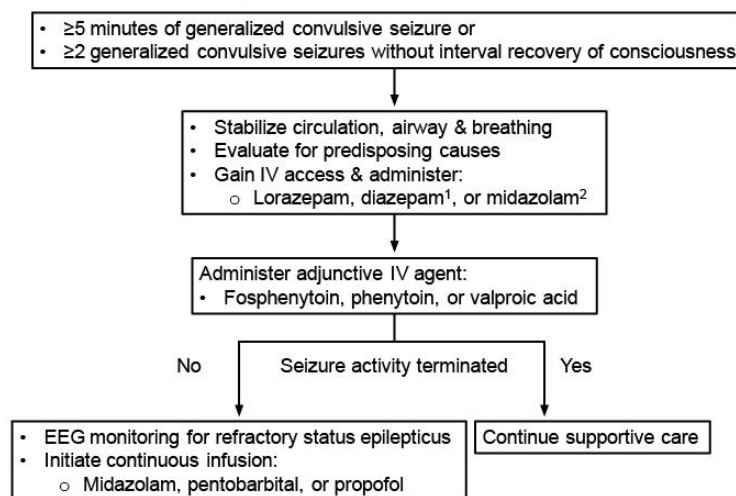 • ≥5 minutes of generalized convulsive seizure or
• ≥2 generalized convulsive seizures without interval recovery of consciousness
• Stabilize circulation, airway & breathing
• Evaluate for predisposing causes
• Gain IV access & administer:
o Lorazepam, diazepam¹, or midazolam²
Administer adjunctive IV agent:
• Fosphenytoin, phenytoin, or valproic acid
No Seizure activity terminated Yes
• EEG monitoring for refractory status epilepticus
• Initiate continuous infusion:
o Midazolam, pentobarbital, or propofol
Continue supportive care